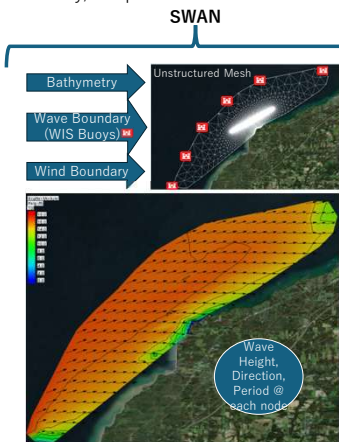 SWAN
Bathymetry
Unstructured Mesh
Wave Boundary
(WIS Buoys)
Wind Boundary
Wave
Height,
Direction,
Period @
each node